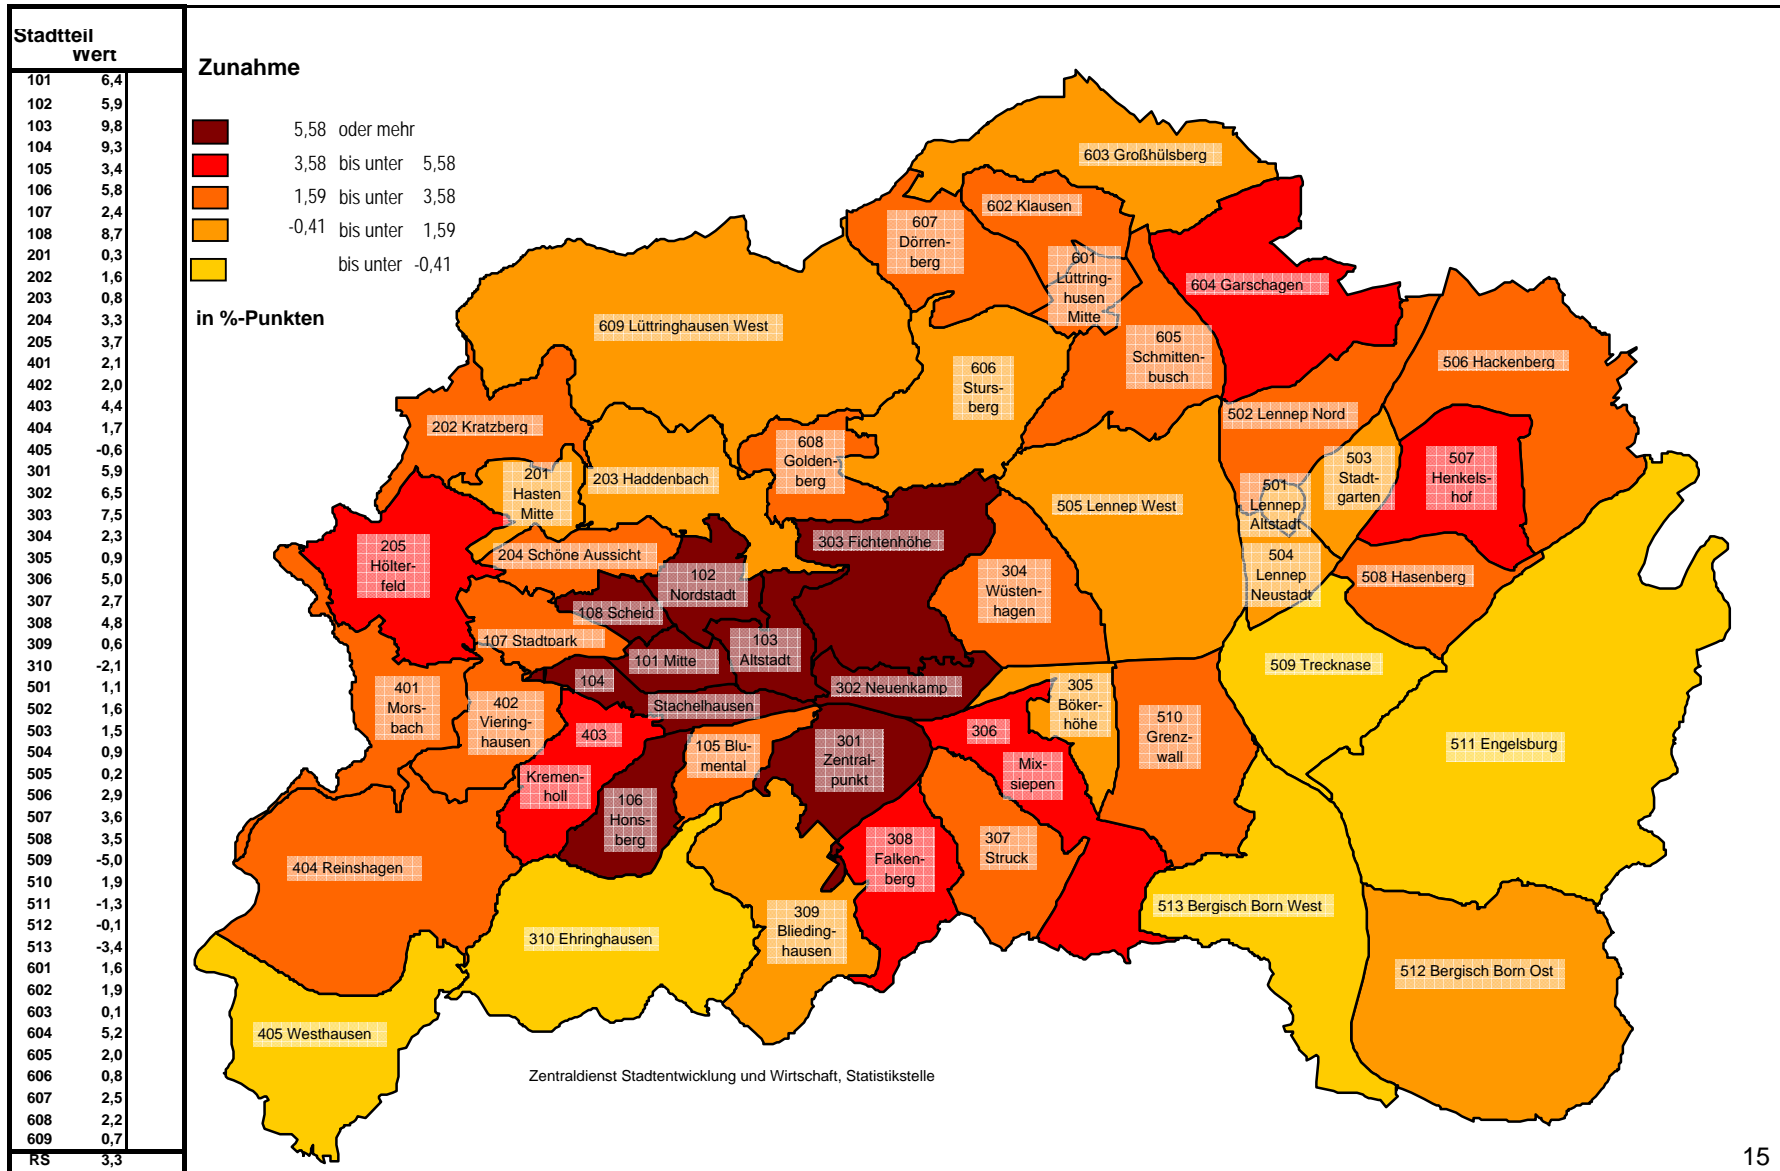 Stadtteil
Wert
101 6,4
102 5,9
103 9,8
104 9,3
105 3,4
106 5,8
107 2,4
108 8,7
201 0,3
202 1,6
203 0,8
204 3,3
205 3,7
401 2,1
402 2,0
403 4,4
404 1,7
405 -0,6
301 5,9
302 6,5
303 7,5
304 2,3
305 0,9
306 5,0
307 2,7
308 4,8
309 0,6
310 -2,1
501 1,1
502 1,6
503 1,5
504 0,9
505 0,2
506 2,9
507 3,6
508 3,5
509 -5,0
510 1,9
511 -1,3
512 -0,1
513 -3,4
601 1,6
602 1,9
603 0,1
604 5,2
605 2,0
606 0,8
607 2,5
608 2,2
609 0,7
RS 3,3
Zunahme
5,58 oder mehr
3,58 bis unter 5,58
1,59 bis unter 3,58
-0,41 bis unter 1,59
bis unter -0,41
in %-Punkten
603 Großhülsberg
602 Klausen
607
Dörren-
berg
601
Lüttring-
husen
Mitte
604 Garschagen
609 Lüttringhausen West
605
Schmitten-
busch
506 Hackenberg
606
Sturs-
berg
502 Lennep Nord
202 Kratzberg
608
Golden-
berg
201
Hasten
Mitte
203 Haddenbach
503
Stadt-
garten
507
Henkels-
hof
501
Lennep
Altstadt
505 Lennep West
303 Fichtenhöhe
205
Hölter-
feld
204 Schöne Aussicht
504
Lennep
Neustadt
508 Hasenberg
102
Nordstadt
304
Wüsten-
hagen
108 Scheid
107 Stadtpark
103
Altstadt
101 Mitte
509 Trecknase
104
Stachelhausen
302 Neuenkamp
305
Böker-
höhe
401
Mors-
bach
402
Viering-
hausen
510
Grenz-
wall
403
Kremen-
holl
105 Blu-
mental
301
Zentral-
punkt
306
Mix-
siepen
511 Engelsburg
106
Hons-
berg
308
Falken-
berg
307
Struck
404 Reinshagen
513 Bergisch Born West
309
Blieding-
hausen
310 Ehringhausen
512 Bergisch Born Ost
405 Westhausen
Zentraldienst Stadtentwicklung und Wirtschaft, Statistikstelle
15